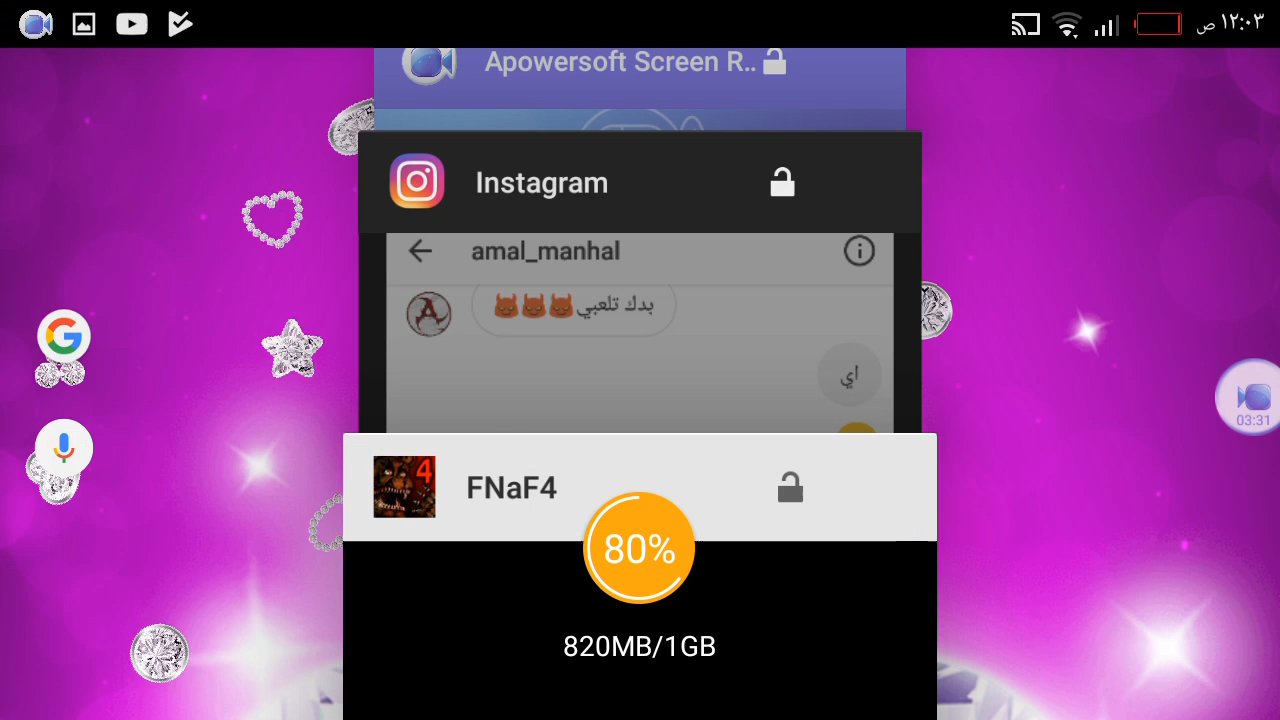 ١٢:٠٣ ص
Apowersoft Screen R..
Instagram
amal_manhal
بدك تلعبي😈😈😈
اي
03:31
4
FNaF4
80%
820MB/1GB